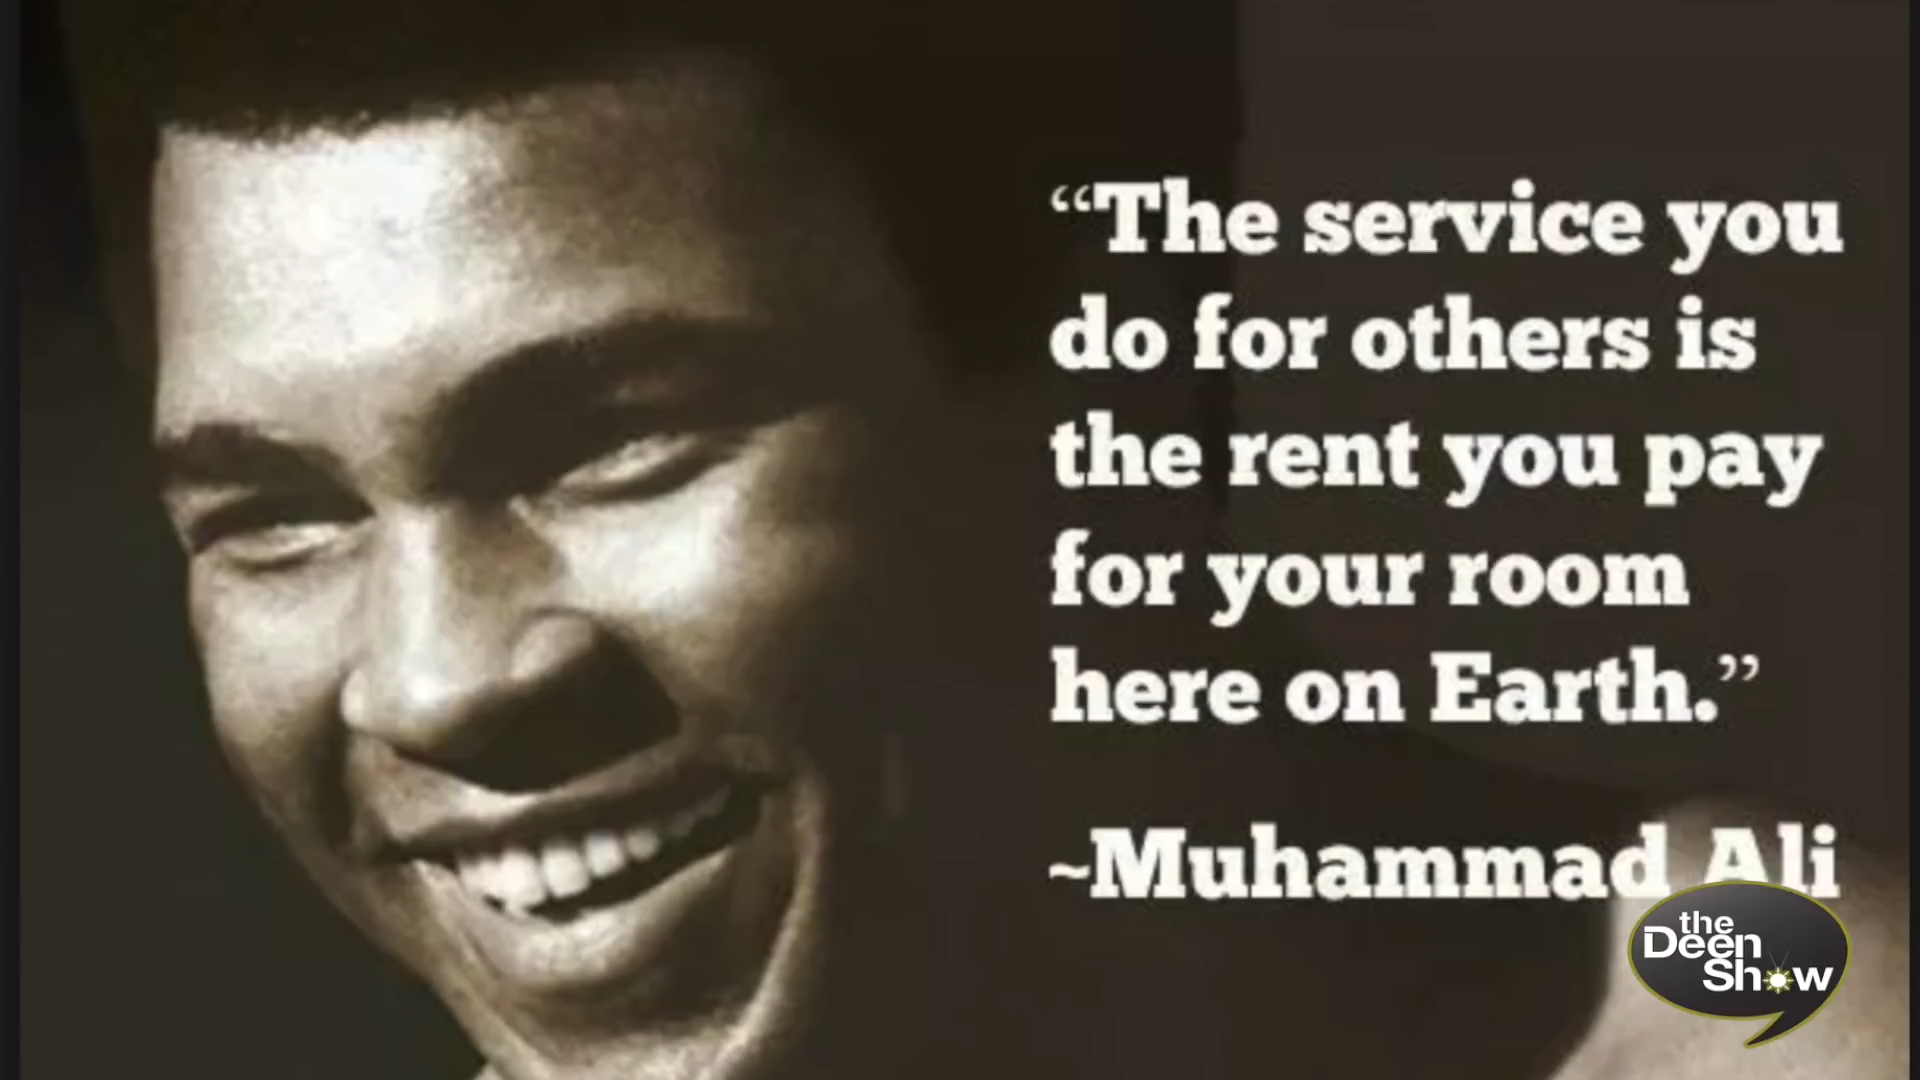 “The service you
do for others is
the rent you pay
for your room
here on Earth.”
~Muhammad Ali
the
Deen
Show